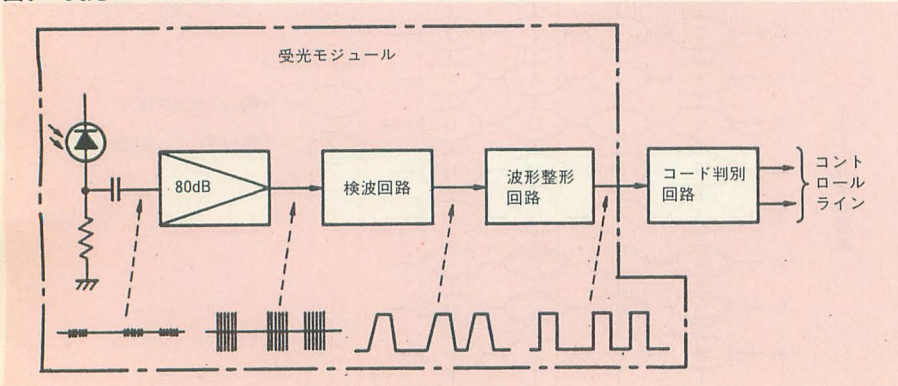 受光モジュール
80dB
検波回路
波形整形
回路
コード判別
回路
コント
ロール
ライン